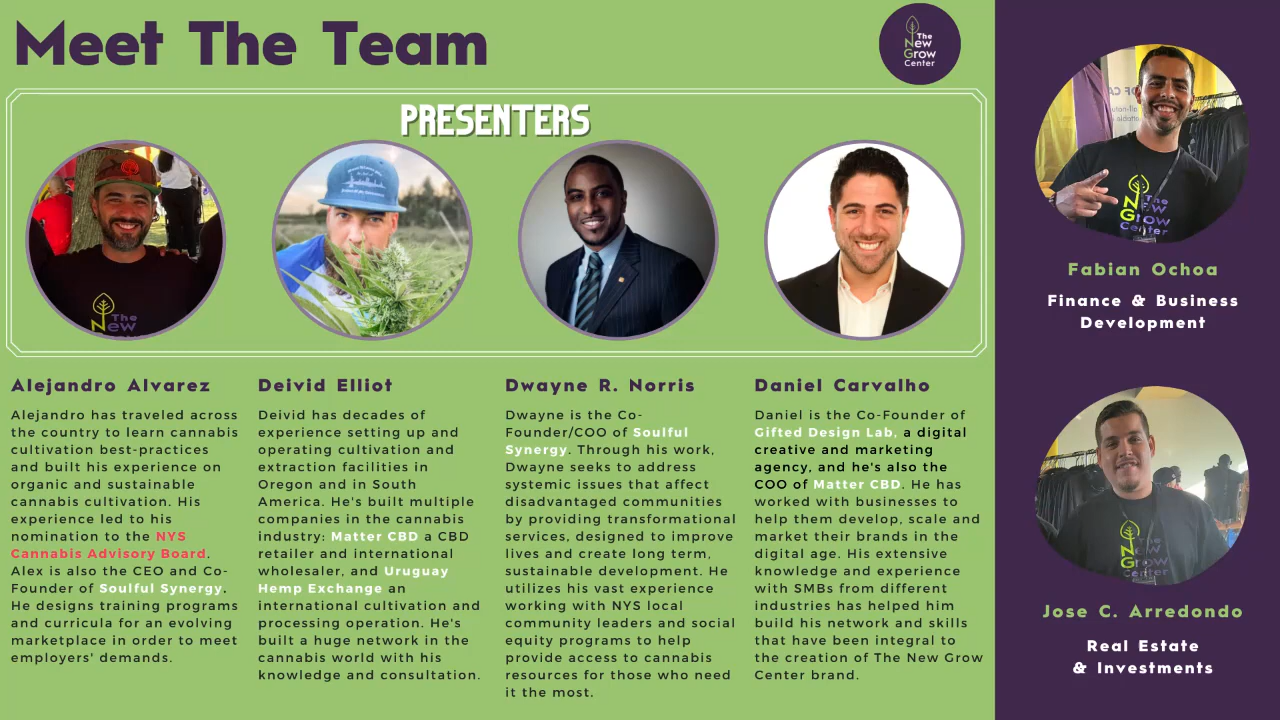 Meet The Team
The
New
Grow
Center
PRESENTERS
The
New
Alejandro Alvarez
Alejandro has traveled across
the country to learn cannabis
cultivation best-practices
and built his experience on
organic and sustainable
cannabis cultivation. His
experience led to his
nomination to the NYS
Cannabis Advisory Board.
Alex is also the CEO and Co-
Founder of Soulful Synergy.
He designs training programs
and curricula for an evolving
marketplace in order to meet
employers' demands.
Deivid Elliot
Deivid has decades of
experience setting up and
operating cultivation and
extraction facilities in
Oregon and in South
America. He's built multiple
companies in the cannabis
industry: Matter CBD a CBD
retailer and international
wholesaler, and Uruguay
Hemp Exchange an
international cultivation and
processing operation. He's
built a huge network in the
cannabis world with his
knowledge and consultation.
Dwayne R. Norris
Dwayne is the Co-
Founder/COO of Soulful
Synergy. Through his work,
Dwayne seeks to address
systemic issues that affect
disadvantaged communities
by providing transformational
services, designed to improve
lives and create long term,
sustainable development. He
utilizes his vast experience
working with NYS local
community leaders and social
equity programs to help
provide access to cannabis
resources for those who need
it the most.
Daniel Carvalho
Daniel is the Co-Founder of
Gifted Design Lab, a digital
creative and marketing
agency, and he's also the
COO of Matter CBD. He has
worked with businesses to
help them develop, scale and
market their brands in the
digital age. His extensive
knowledge and experience
with SMBs from different
industries has helped him
build his network and skills
that have been integral to
the creation of The New Grow
Center brand.
The
New
Grow
Center
Fabian Ochoa
Finance & Business
Development
The
New
Grow
Center
Jose C. Arredondo
Real Estate
& Investments